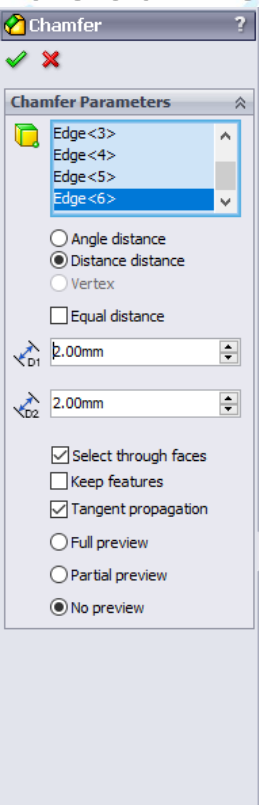 Chamfer ?
Chamfer Parameters
Edge<3>
Edge<4>
Edge<5>
Edge<6>
Angle distance
Distance distance
Vertex
Equal distance
D1 2.00mm
D2 2.00mm
Select through faces
Keep features
Tangent propagation
Full preview
Partial preview
No preview